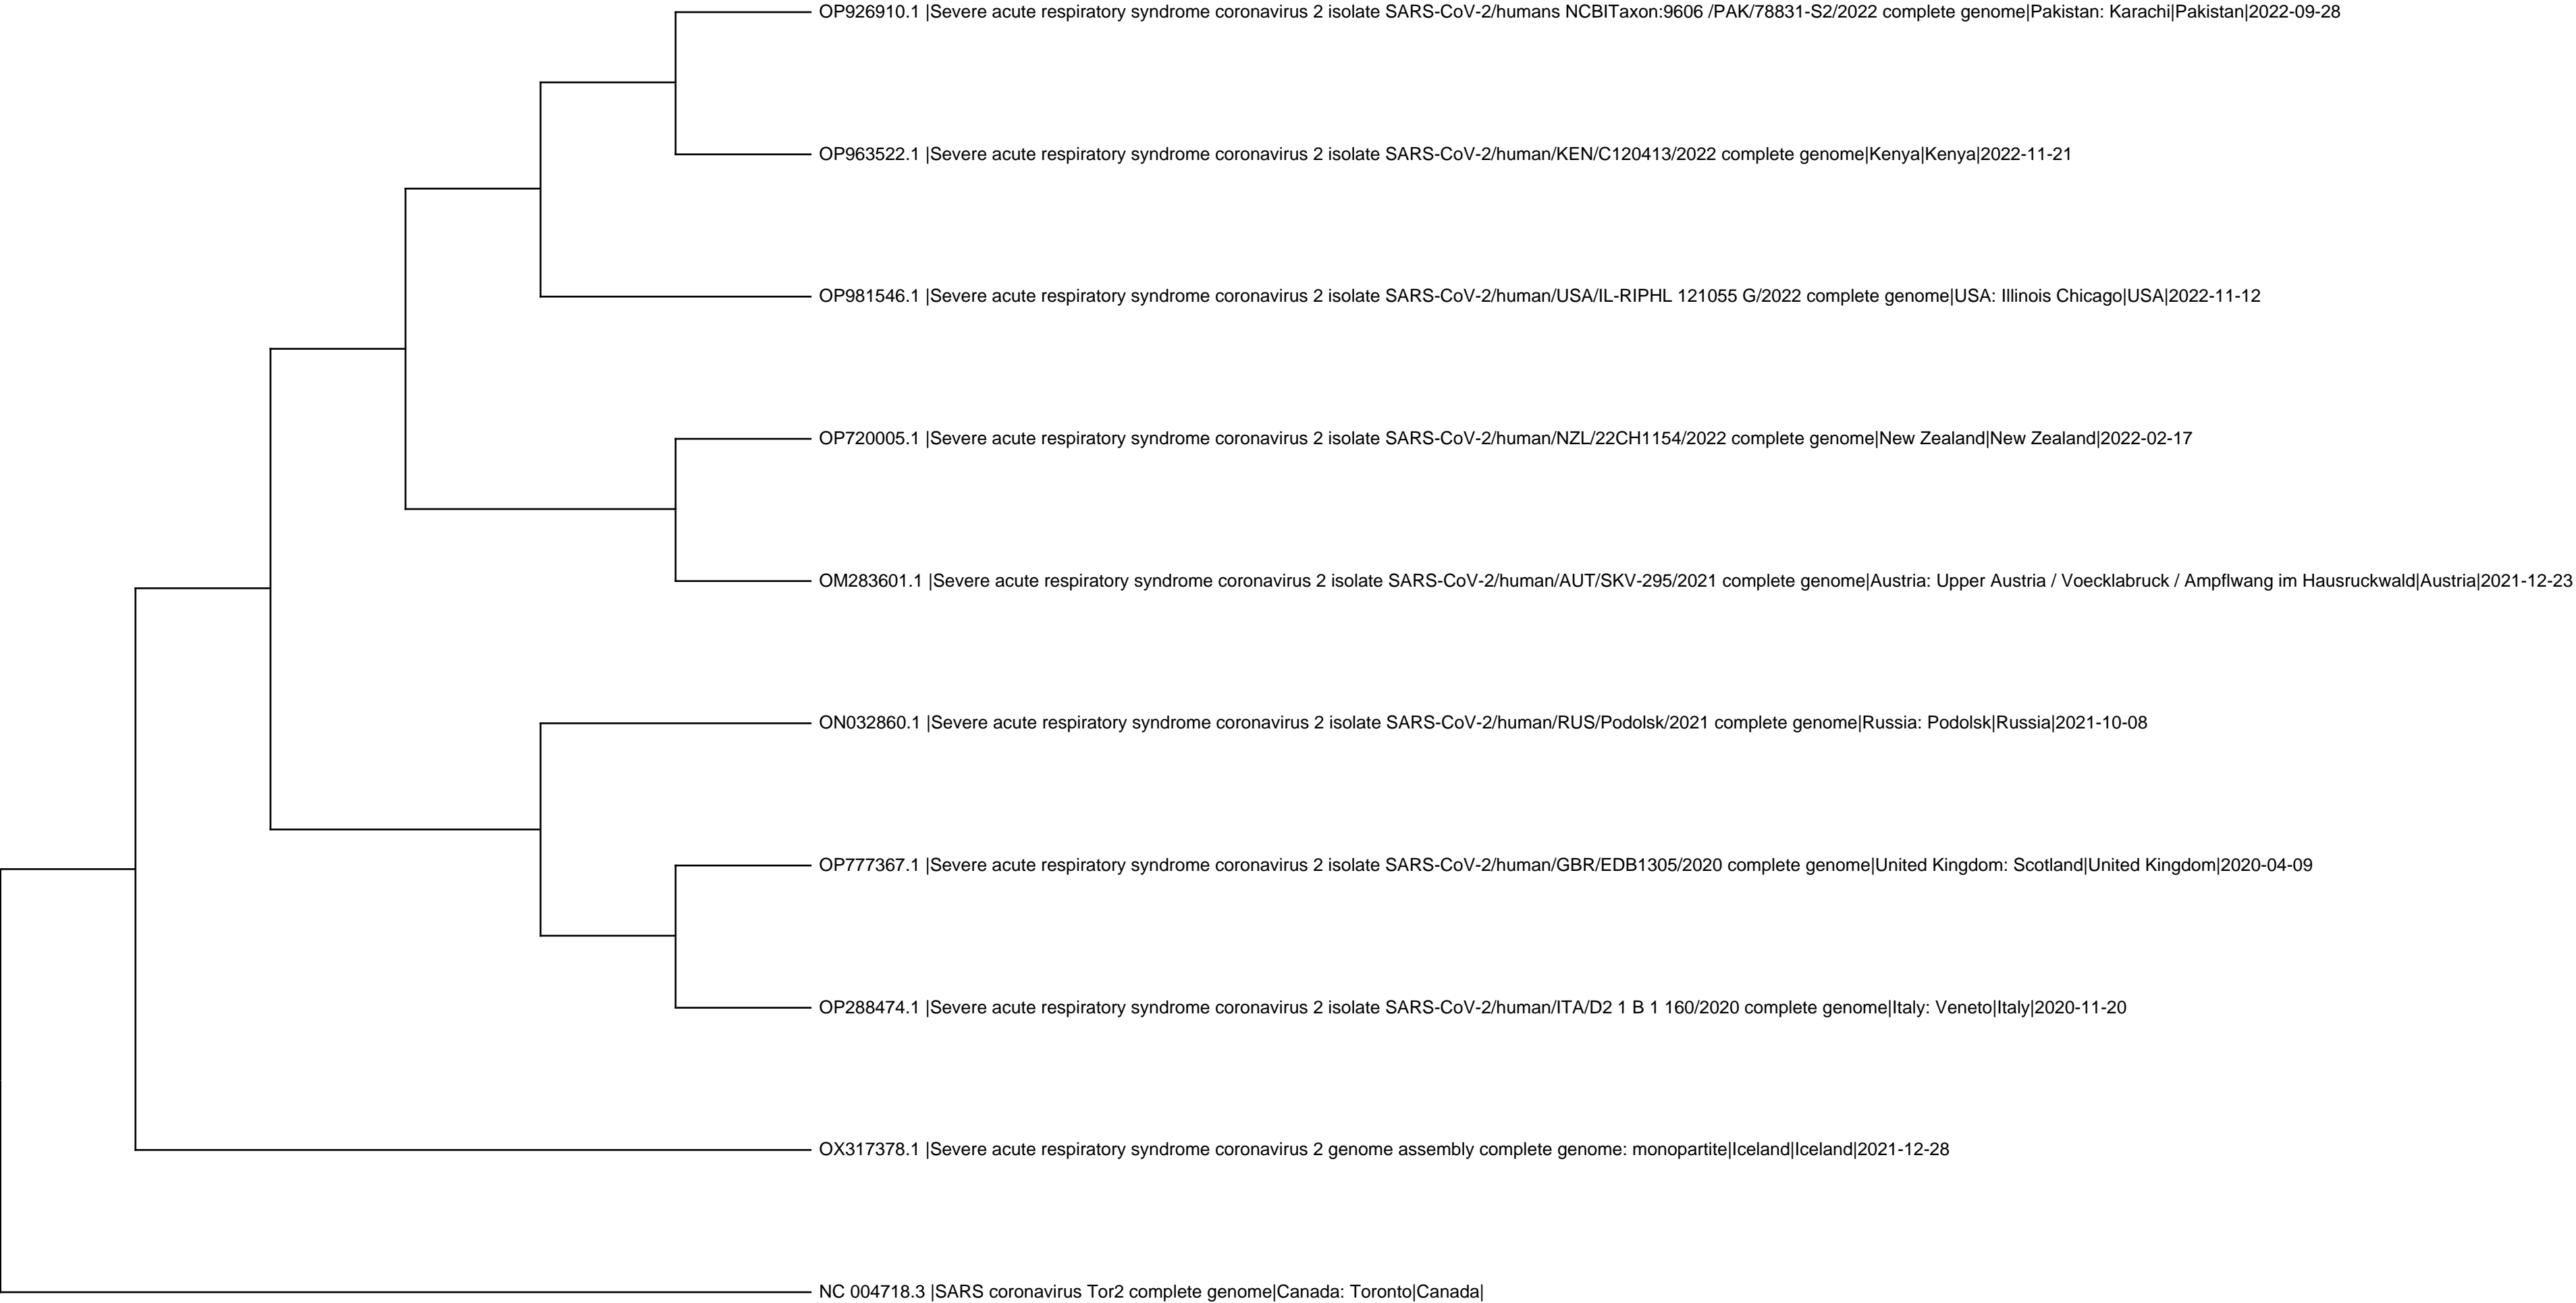 OP926910.1 |Severe acute respiratory syndrome coronavirus 2 isolate SARS-CoV-2/humans NCBITaxon:9606 /PAK/78831-S2/2022 complete genome|Pakistan: Karachi|Pakistan|2022-09-28
OP963522.1 |Severe acute respiratory syndrome coronavirus 2 isolate SARS-CoV-2/human/KEN/C120413/2022 complete genome|Kenya|Kenya|2022-11-21
OP981546.1 |Severe acute respiratory syndrome coronavirus 2 isolate SARS-CoV-2/human/USA/IL-RIPHL 121055 G/2022 complete genome|USA: Illinois Chicago|USA|2022-11-12
OP720005.1 |Severe acute respiratory syndrome coronavirus 2 isolate SARS-CoV-2/human/NZL/22CH1154/2022 complete genome|New Zealand|New Zealand|2022-02-17
OM283601.1 |Severe acute respiratory syndrome coronavirus 2 isolate SARS-CoV-2/human/AUT/SKV-295/2021 complete genome|Austria: Upper Austria / Voecklabruck / Ampflwang im Hausruckwald|Austria|2021-12-23
ON032860.1 |Severe acute respiratory syndrome coronavirus 2 isolate SARS-CoV-2/human/RUS/Podolsk/2021 complete genome|Russia: Podolsk|Russia|2021-10-08
OP777367.1 |Severe acute respiratory syndrome coronavirus 2 isolate SARS-CoV-2/human/GBR/EDB1305/2020 complete genome|United Kingdom: Scotland|United Kingdom|2020-04-09
OP288474.1 |Severe acute respiratory syndrome coronavirus 2 isolate SARS-CoV-2/human/ITA/D2 1 B 1 160/2020 complete genome|Italy: Veneto|Italy|2020-11-20
OX317378.1 |Severe acute respiratory syndrome coronavirus 2 genome assembly complete genome: monopartite|Iceland|Iceland|2021-12-28
NC 004718.3 |SARS coronavirus Tor2 complete genome|Canada: Toronto|Canada|